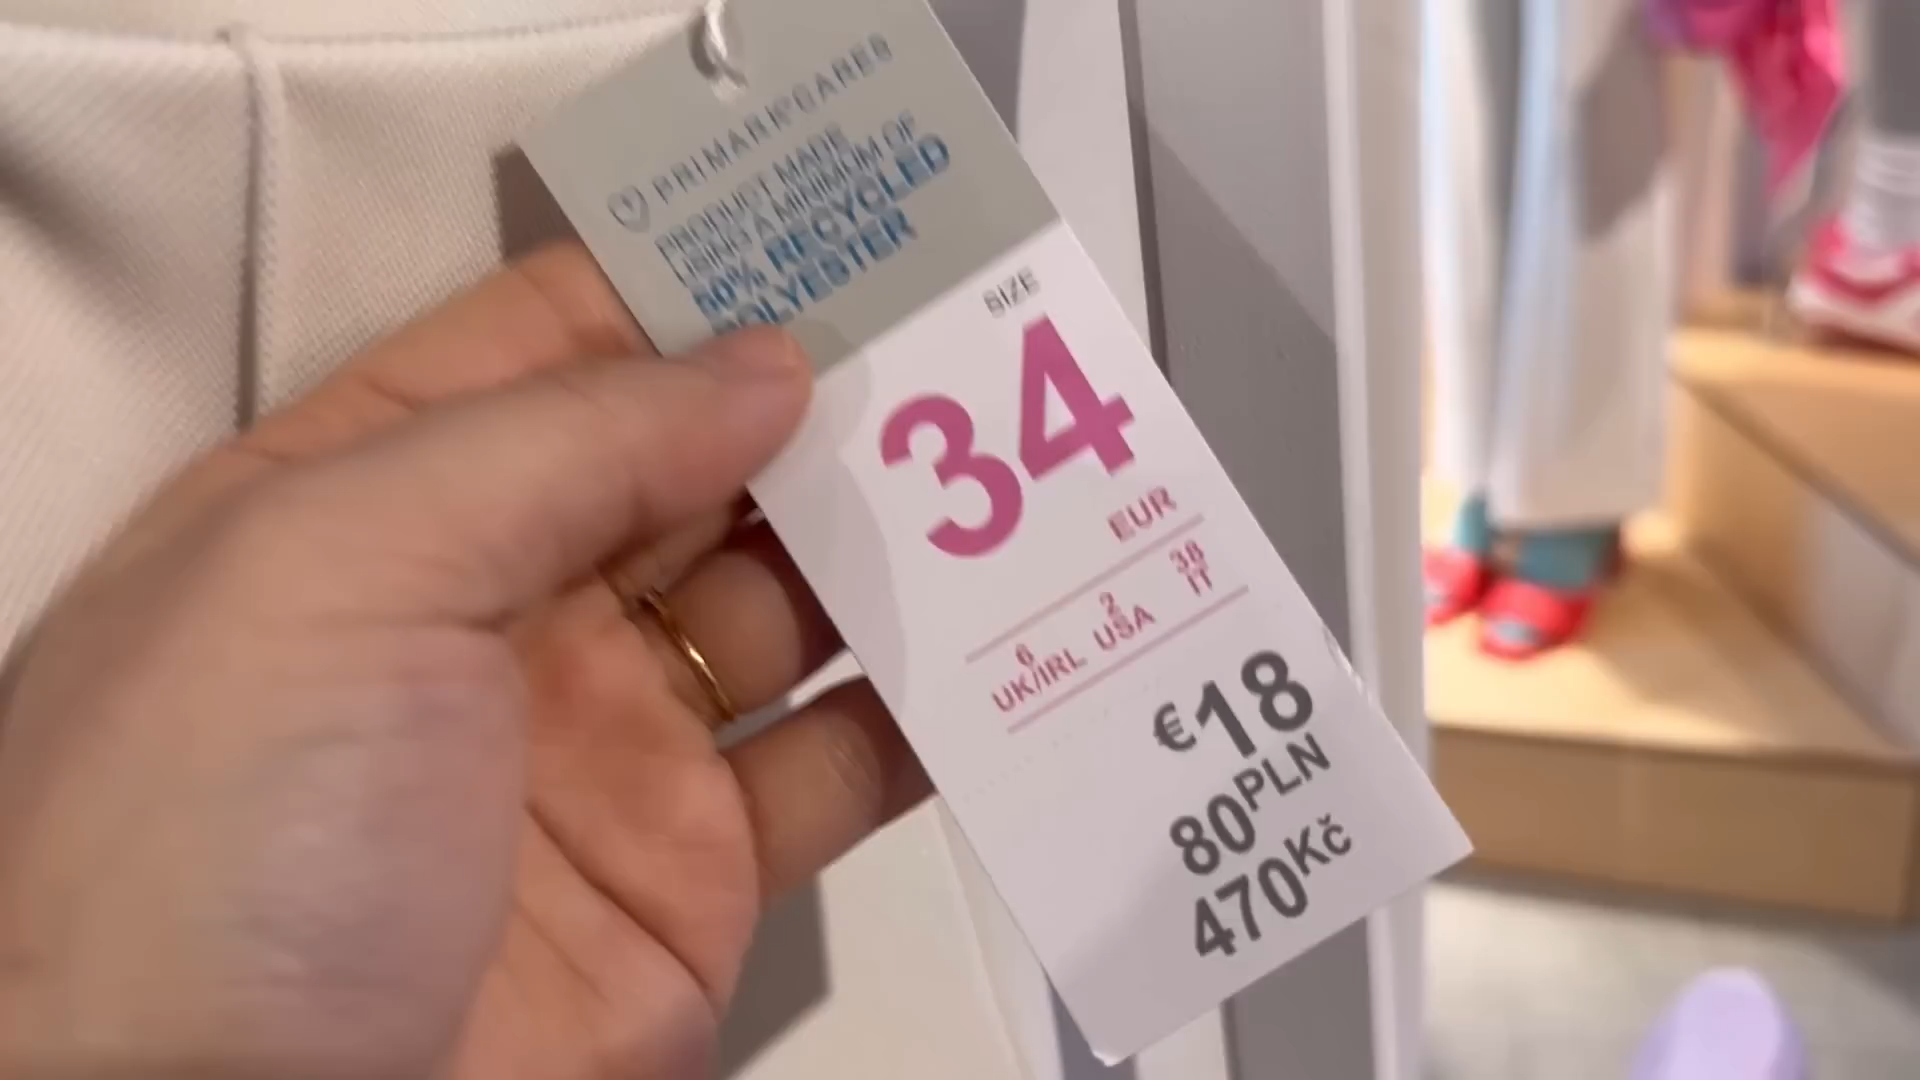 PRIMARK CARES
PRODUCT MADE
USING A MINIMUM OF
50% RECYCLED
POLYESTER
SIZE
34
EUR
6 2 38
UK/IRL USA IT
€18
80PLN
470Kč